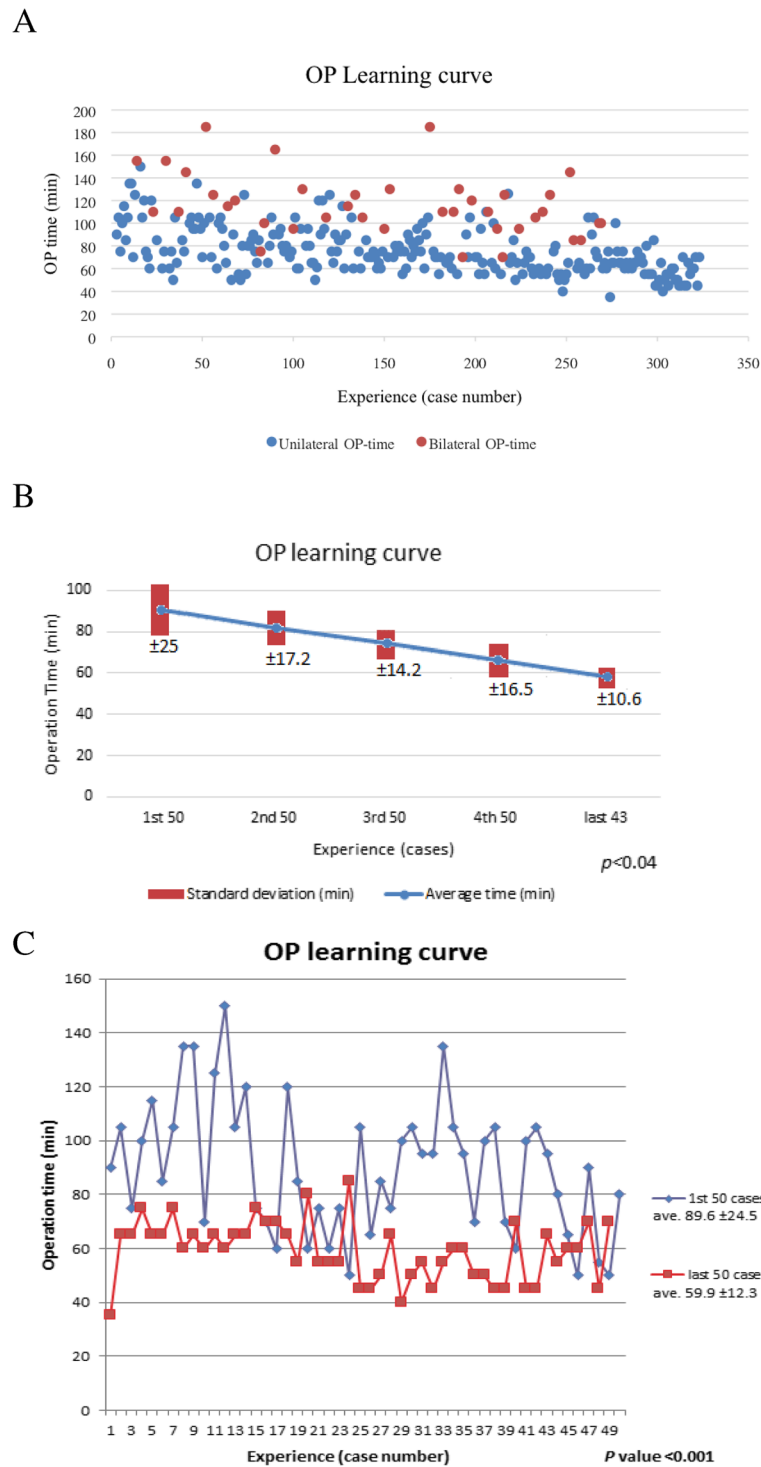 A
OP Learning curve
200
180
160
140
120
100
80
60
40
20
0
OP time (min)
0 50 100 150 200 250 300 350
Experience (case number)
Unilateral OP-time Bilateral OP-time
B
OP learning curve
100
80
60
40
20
0
Operation Time (min)
±25
±17.2
±14.2
±16.5
±10.6
1st 50 2nd 50 3rd 50 4th 50 last 43
Experience (cases)
p<0.04
Standard deviation (min) Average time (min)
C
OP learning curve
160
140
120
100
80
60
40
20
0
Operation time (min)
1 3 5 7 9 11 13 15 17 19 21 23 25 27 29 31 33 35 37 39 41 43 45 47 49
Experience (case number)
P value <0.001
1st 50 cases
ave. 89.6 ±24.5
last 50 case
ave. 59.9 ±12.3